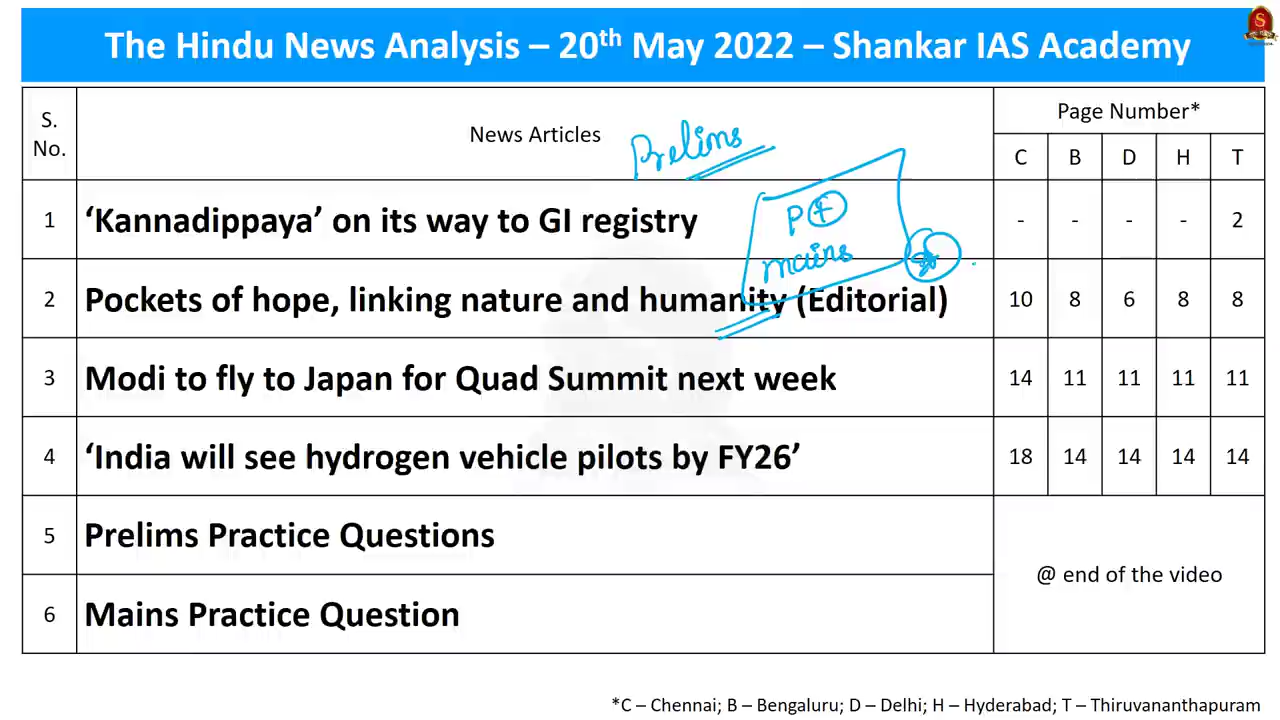 The Hindu News Analysis – 20th May 2022 – Shankar IAS Academy
S. No. News Articles Page Number*
C B D H T
Prelims
1 ‘Kannadippaya’ on its way to GI registry - - - - 2
P +
mains
2 Pockets of hope, linking nature and humanity (Editorial) 10 8 6 8 8
3 Modi to fly to Japan for Quad Summit next week 14 11 11 11 11
4 ‘India will see hydrogen vehicle pilots by FY26’ 18 14 14 14 14
5 Prelims Practice Questions
@ end of the video
6 Mains Practice Question
*C – Chennai; B – Bengaluru; D – Delhi; H – Hyderabad; T – Thiruvananthapuram